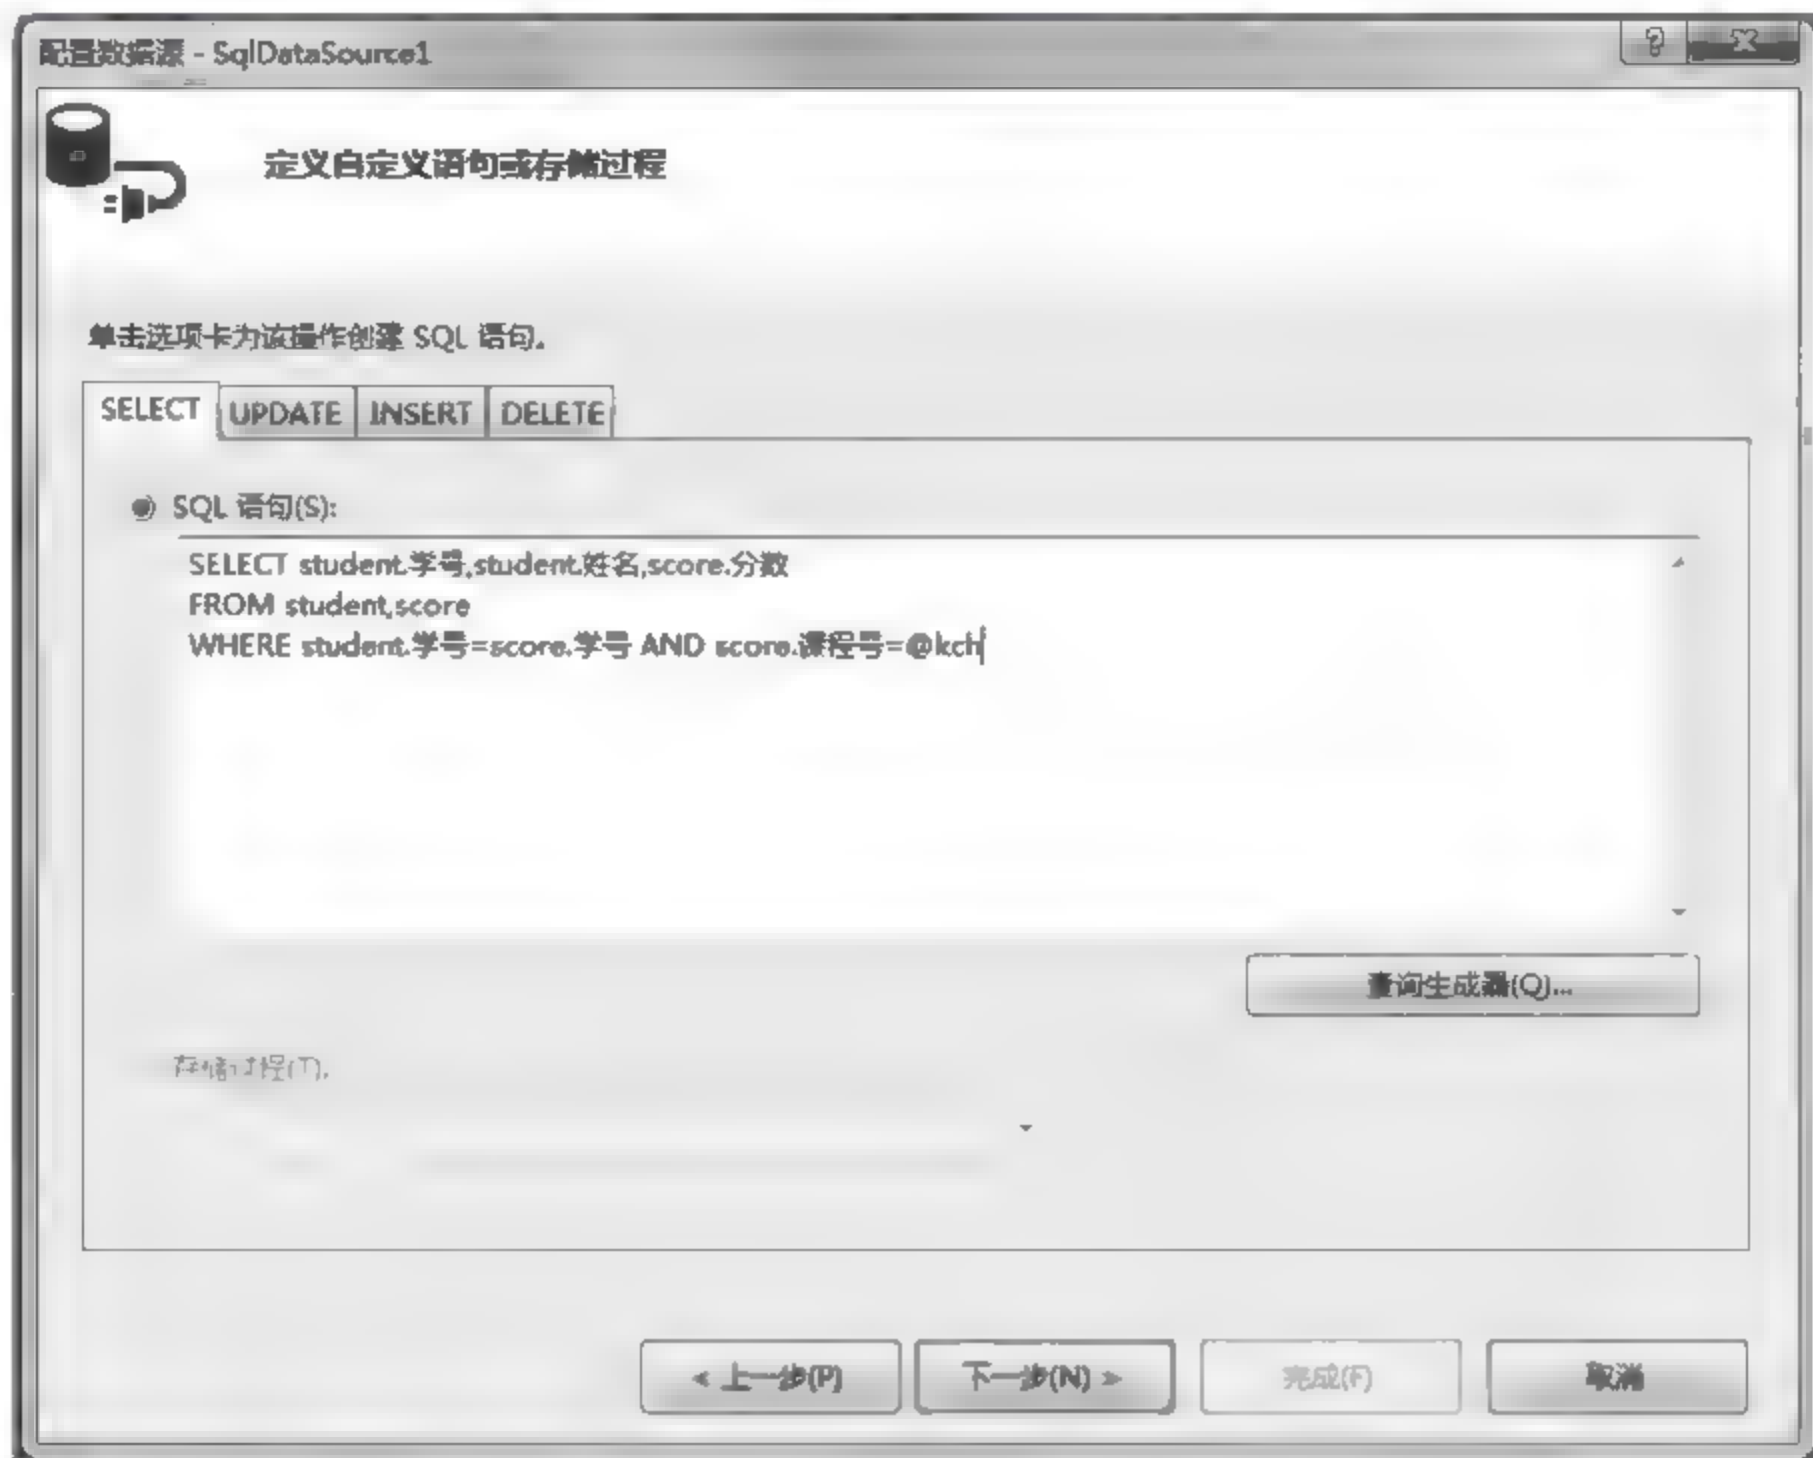 配置数据源 - SqlDataSource1
定义自定义语句或存储过程
单击选项卡为该操作创建 SQL 语句。
SELECT UPDATE INSERT DELETE
SQL 语句(S):
SELECT student.学号,student.姓名,score.分数
FROM student,score
WHERE student.学号=score.学号 AND score.课程号=@kch
查询生成器(Q)...
存储过程(T):
< 上一步(P) 下一步(N) > 完成(F) 取消